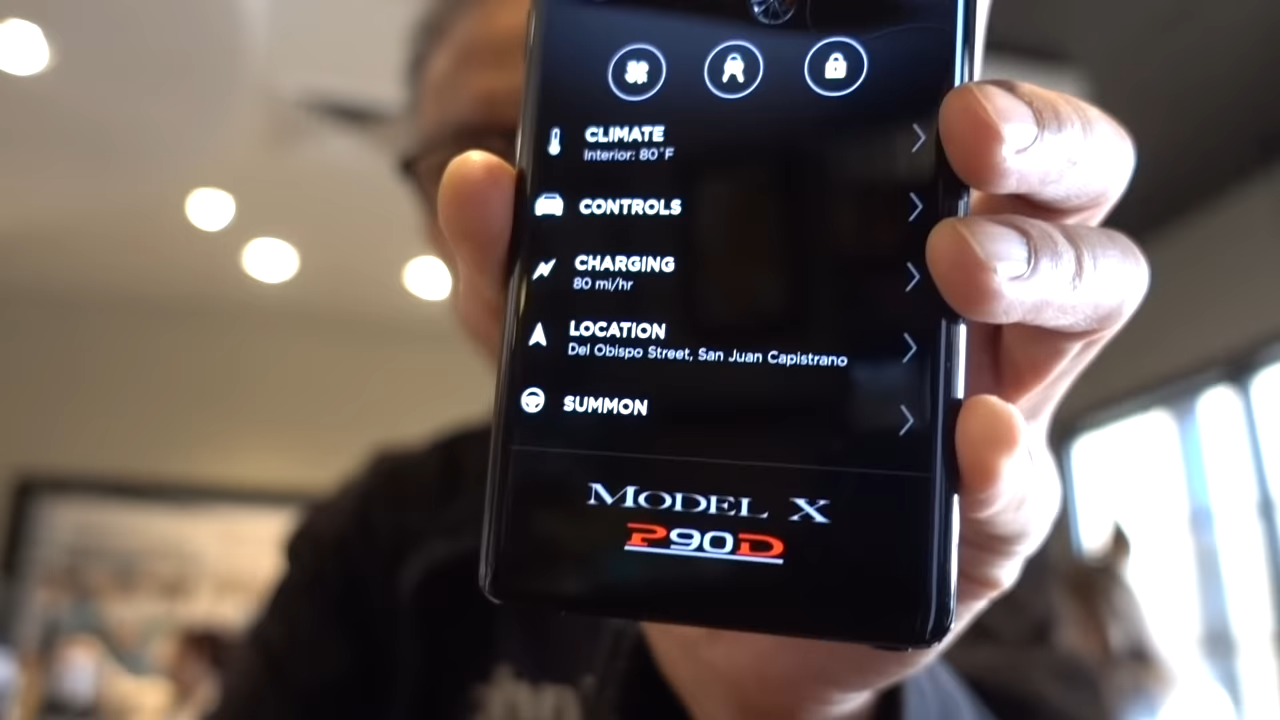 CLIMATE
Interior: 80°F
CONTROLS
CHARGING
80 mi/hr
LOCATION
Del Obispo Street, San Juan Capistrano
SUMMON
MODEL X
P90D